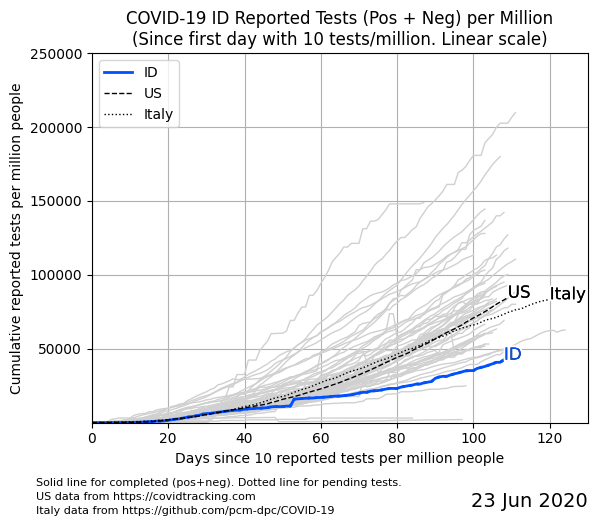 COVID-19 ID Reported Tests (Pos + Neg) per Million
(Since first day with 10 tests/million. Linear scale)
Cumulative reported tests per million people
250000
200000
150000
100000
50000
ID
US
Italy
US
Italy
ID
0
20
40
60
80
100
120
Days since 10 reported tests per million people
Solid line for completed (pos+neg). Dotted line for pending tests.
US data from https://covidtracking.com
Italy data from https://github.com/pcm-dpc/COVID-19
23 Jun 2020